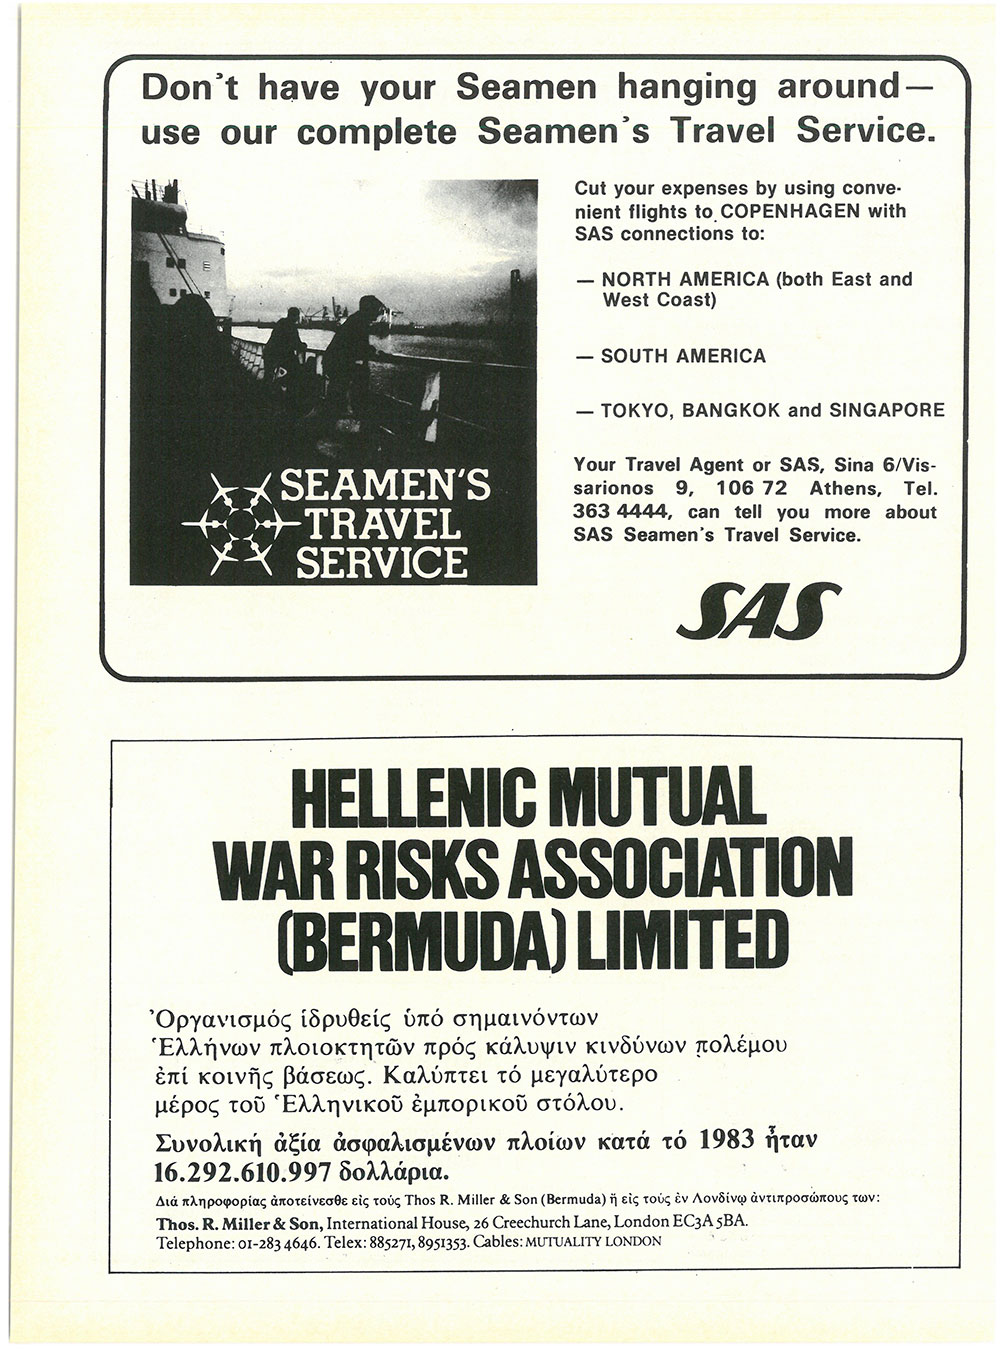 Don't have your Seamen hanging around—
use our complete Seamen's Travel Service.
SEAMEN'S
TRAVEL
SERVICE
Cut your expenses by using conve-
nient flights to COPENHAGEN with
SAS connections to:
— NORTH AMERICA (both East and
West Coast)
— SOUTH AMERICA
— TOKYO, BANGKOK and SINGAPORE
Your Travel Agent or SAS, Sina 6/Vis-
sarionos 9, 106 72 Athens, Tel.
363 4444, can tell you more about
SAS Seamen's Travel Service.
SAS
HELLENIC MUTUAL
WAR RISKS ASSOCIATION
(BERMUDA) LIMITED
Ὀργανισμός ἱδρυθείς ὑπό σημαινόντων
Ἑλλήνων πλοιοκτητῶν πρός κάλυψιν κινδύνων πολέμου
ἐπί κοινῆς βάσεως. Καλύπτει τό μεγαλύτερο
μέρος τοῦ Ἑλληνικοῦ ἐμπορικοῦ στόλου.
Συνολική ἀξία ἀσφαλισμένων πλοίων κατά τό 1983 ἦταν
16.292.610.997 δολλάρια.
Διά πληροφορίας ἀποτείνεσθε εἰς τούς Thos R. Miller & Son (Bermuda) ἤ εἰς τούς ἐν Λονδίνῳ ἀντιπροσώπους των:
Thos. R. Miller & Son, International House, 26 Creechurch Lane, London EC3A 5BA.
Telephone: 01-283 4646. Telex: 885271, 8951353. Cables: MUTUALITY LONDON